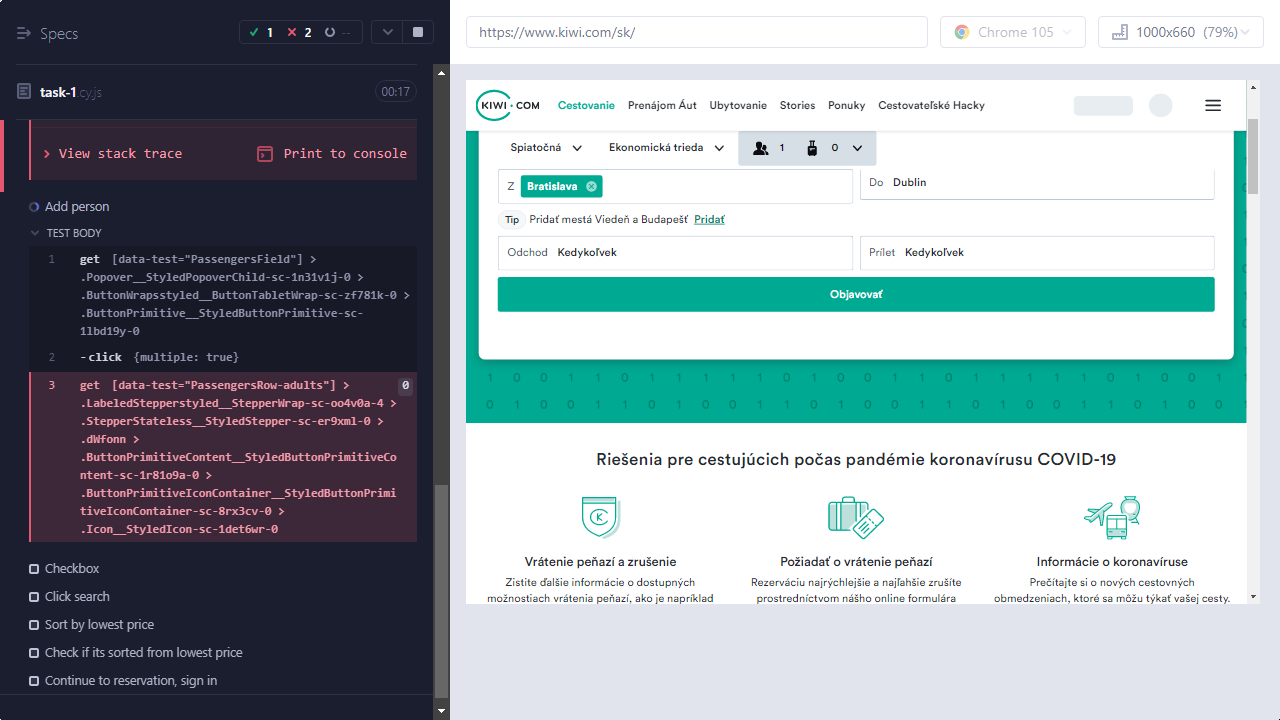 Specs
1 2 --
task-1.cy.js 00:17
View stack trace Print to console
Add person
TEST BODY
1 get [data-test="PassengersField"] >
.Popover__StyledPopoverChild-sc-1n31v1j-0 >
.ButtonWrapsstyled__ButtonTabletWrap-sc-zf781k-0 >
.ButtonPrimitive__StyledButtonPrimitive-sc-
1lbd19y-0
2 -click {multiple: true}
3 get [data-test="PassengersRow-adults"] > 0
.LabeledStepperstyled__StepperWrap-sc-oo4v0a-4 >
.StepperStateless__StyledStepper-sc-er9xml-0 >
.dWfonn >
.ButtonPrimitiveContent__StyledButtonPrimitiveCo
ntent-sc-1r81o9a-0 >
.ButtonPrimitiveIconContainer__StyledButtonPrimi
tiveIconContainer-sc-8rx3cv-0 >
.Icon__StyledIcon-sc-1det6wr-0
Checkbox
Click search
Sort by lowest price
Check if its sorted from lowest price
Continue to reservation, sign in
https://www.kiwi.com/sk/
Chrome 105
1000x660 (79%)
KIWI·COM Cestovanie Prenájom Áut Ubytovanie Stories Ponuky Cestovateľské Hacky
Spiatočná Ekonomická trieda 1 0
Z Bratislava Do Dublin
Tip Pridať mestá Viedeň a Budapešť Pridať
Odchod Kedykoľvek Prílet Kedykoľvek
Objavovať
Riešenia pre cestujúcich počas pandémie koronavírusu COVID-19
Vrátenie peňazí a zrušenie
Zistite ďalšie informácie o dostupných
možnostiach vrátenia peňazí, ako je napríklad
Požiadať o vrátenie peňazí
Rezerváciu najrýchlejšie a najľahšie zrušíte
prostredníctvom nášho online formulára
Informácie o koronavíruse
Prečítajte si o nových cestovných
obmedzeniach, ktoré sa môžu týkať vašej cesty.